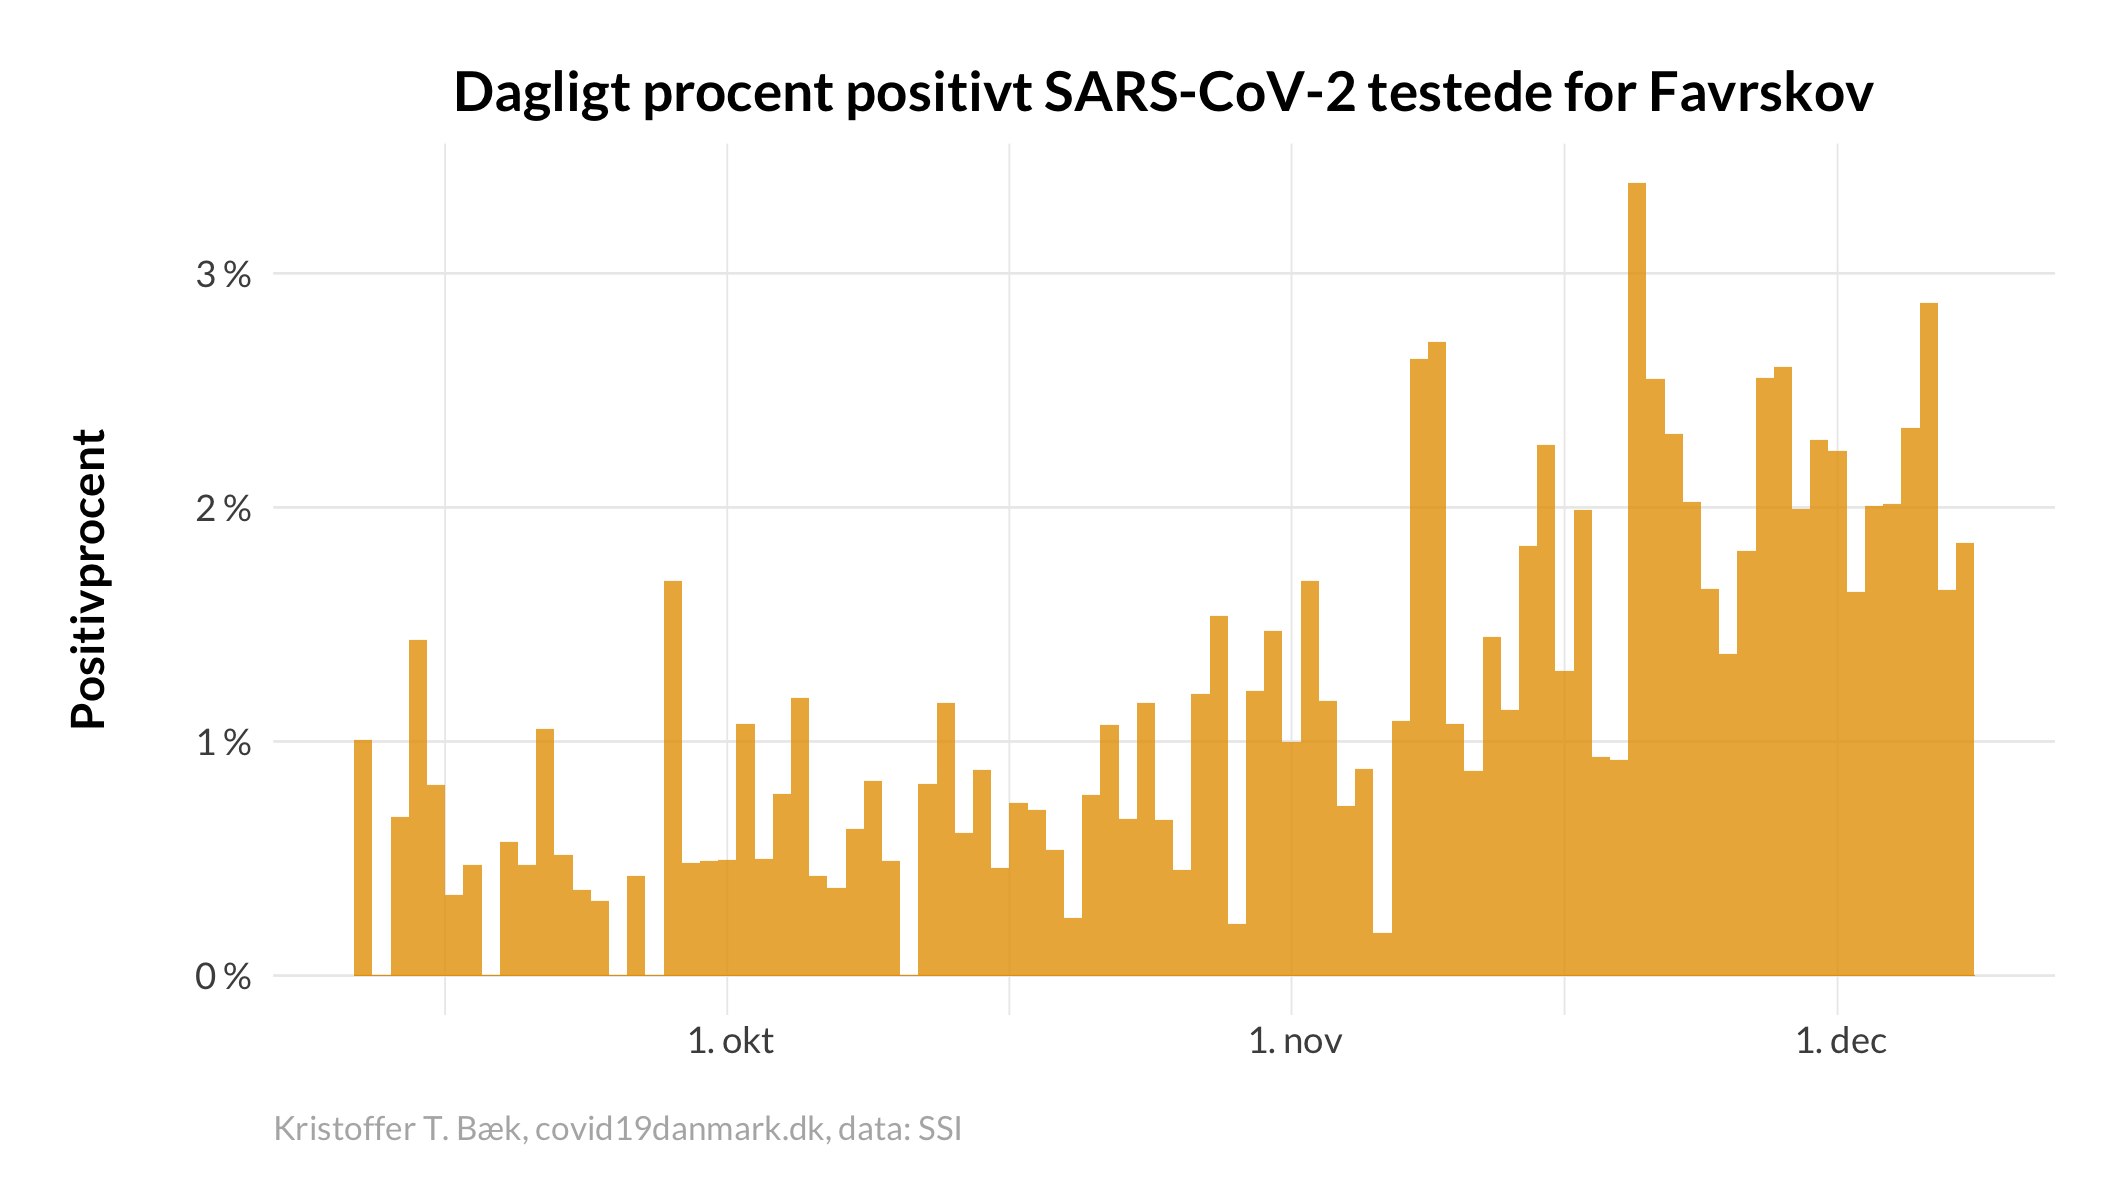 Dagligt procent positivt SARS-CoV-2 testede for Favrskov
Positivprocent
3 %
2 %
1 %
0 %
1. okt
1. nov
1. dec
Kristoffer T. Bæk, covid19danmark.dk, data: SSI